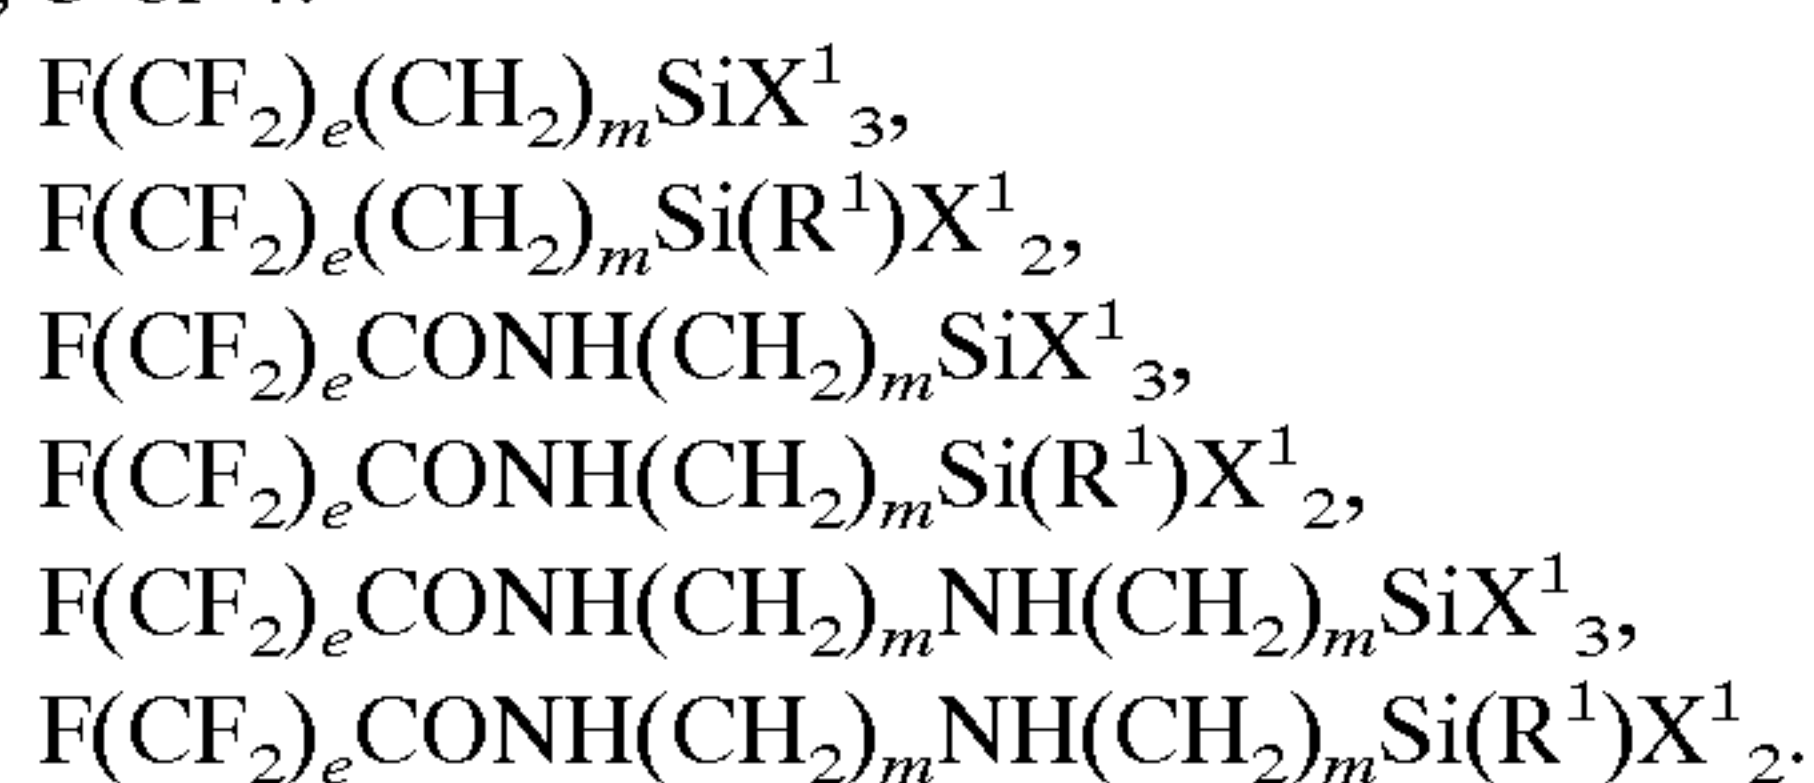 F(CF₂)ₑ(CH₂)ₘSiX¹₃,
F(CF₂)ₑ(CH₂)ₘSi(R¹)X¹₂,
F(CF₂)ₑCONH(CH₂)ₘSiX¹₃,
F(CF₂)ₑCONH(CH₂)ₘSi(R¹)X¹₂,
F(CF₂)ₑCONH(CH₂)ₘNH(CH₂)ₘSiX¹₃,
F(CF₂)ₑCONH(CH₂)ₘNH(CH₂)ₘSi(R¹)X¹₂.